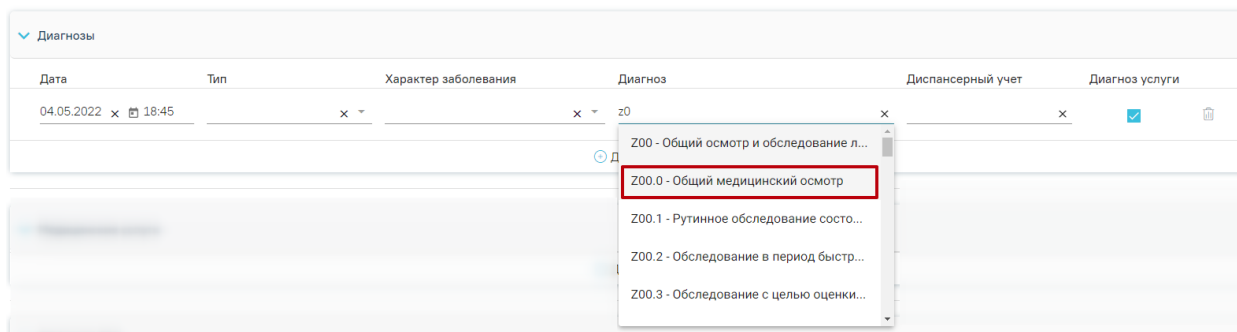 Диагнозы
Дата Тип Характер заболевания Диагноз Диспансерный учет Диагноз услуги
04.05.2022 18:45 z0
Z00 - Общий осмотр и обследование л...
Z00.0 - Общий медицинский осмотр
Z00.1 - Рутинное обследование состо...
Z00.2 - Обследование в период быстр...
Z00.3 - Обследование с целью оценки...